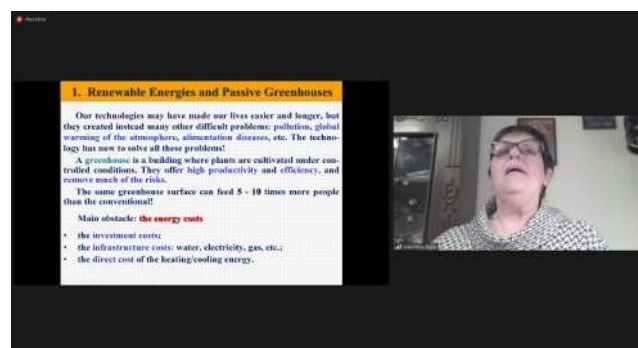 1. Renewable Energies and Passive Greenhouses
Our technologies may have made our lives easier and longer, but
they created instead many other difficult problems: pollution, global
warming of the atmosphere, alimentation diseases, etc. The techno-
logy has now to solve all these problems!
A greenhouse is a building where plants are cultivated under con-
trolled conditions. They offer high productivity and efficiency, and
remove much of the risks.
The same greenhouse surface can feed 5 - 10 times more people
than the conventional!
Main obstacle: the energy costs
• the investment costs;
• the infrastructure costs: water, electricity, gas, etc.;
• the direct cost of the heating/cooling energy.